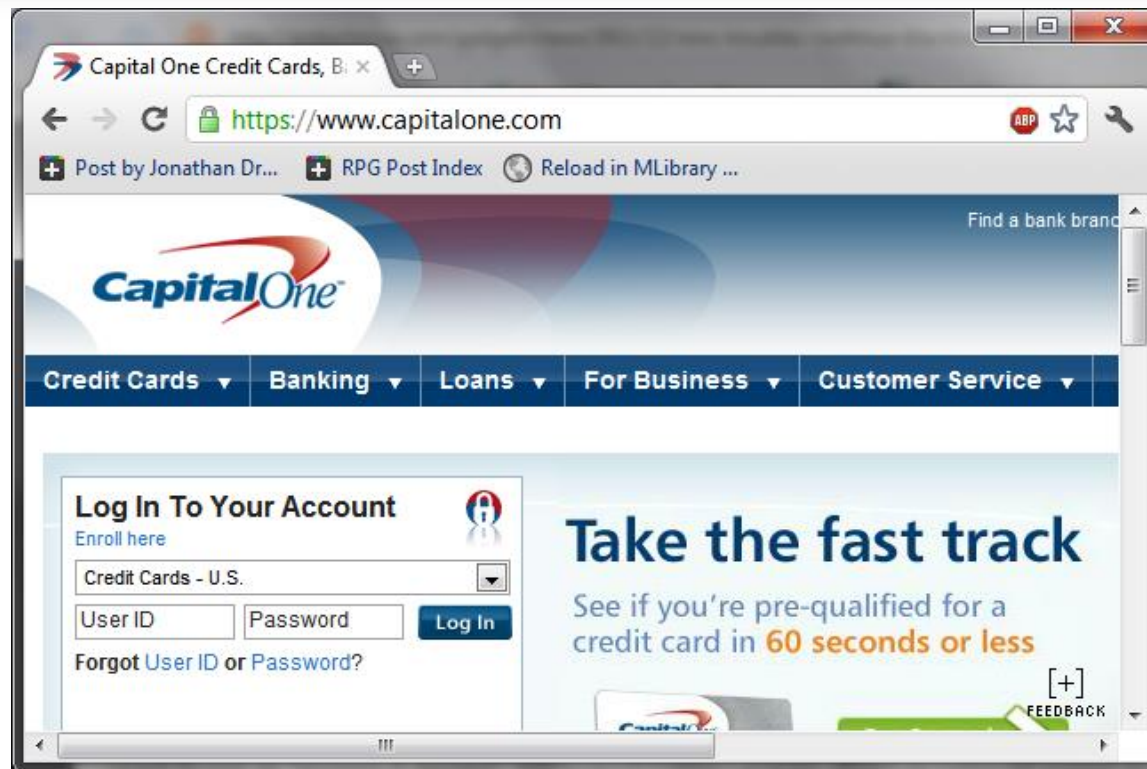 Capital One Credit Cards, Ba
https://www.capitalone.com
ABP
Post by Jonathan Dr...
RPG Post Index
Reload in MLibrary ...
Find a bank branc
CapitalOne
Credit Cards
Banking
Loans
For Business
Customer Service
Log In To Your Account
Enroll here
Credit Cards - U.S.
User ID
Password
Log In
Forgot User ID or Password?
Take the fast track
See if you're pre-qualified for a
credit card in 60 seconds or less
[+]
FEEDBACK